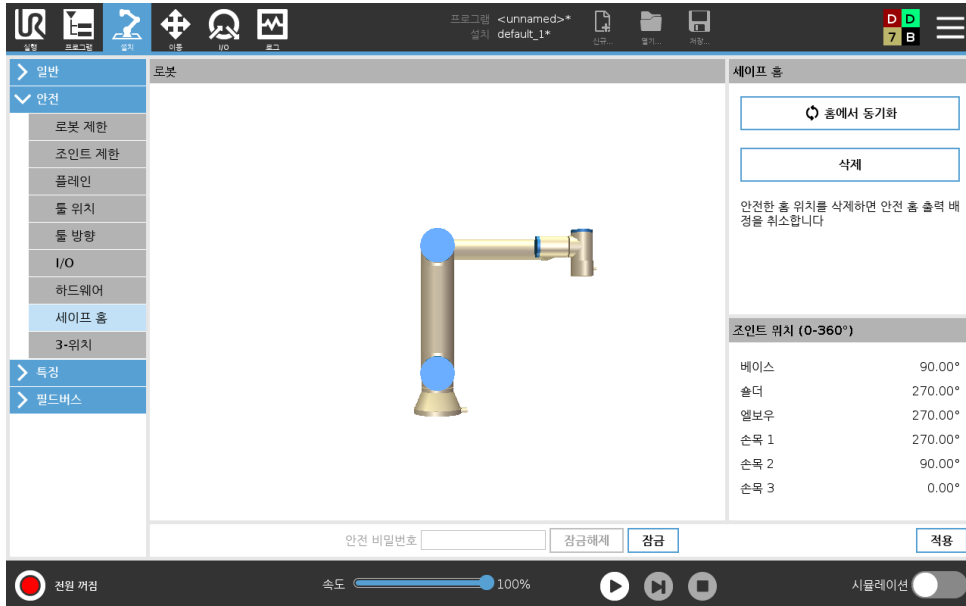 UR
실행
프로그램
설치
이동
I/O
로그
프로그램 <unnamed>*
설치 default_1*
신규...
열기...
저장...
D D
7 B
일반
안전
로봇 제한
조인트 제한
플레인
툴 위치
툴 방향
I/O
하드웨어
세이프 홈
3-위치
특징
필드버스
로봇
세이프 홈
홈에서 동기화
삭제
안전한 홈 위치를 삭제하면 안전 홈 출력 배
정을 취소합니다
조인트 위치 (0-360°)
베이스 90.00°
숄더 270.00°
엘보우 270.00°
손목 1 270.00°
손목 2 90.00°
손목 3 0.00°
안전 비밀번호
잠금해제
잠금
적용
전원 꺼짐
속도 100%
시뮬레이션